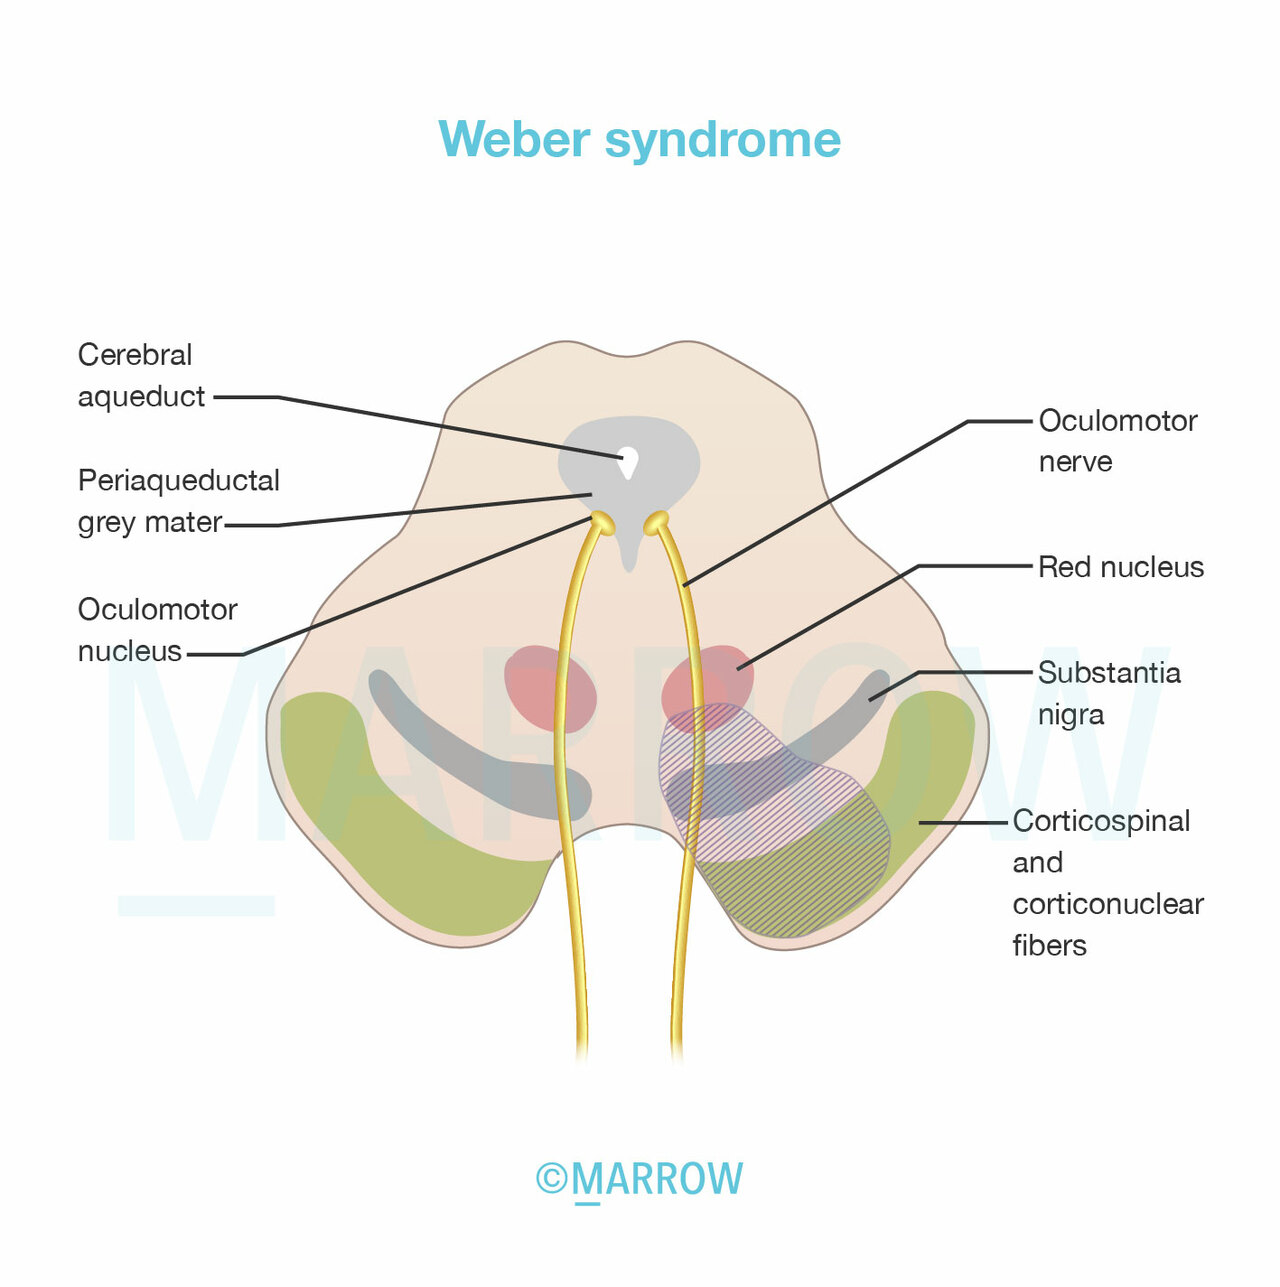 Weber syndrome
Cerebral
aqueduct
Periaqueductal
grey mater
Oculomotor
nucleus
Oculomotor
nerve
Red nucleus
Substantia
nigra
Corticospinal
and
corticonuclear
fibers
MARROW
©MARROW